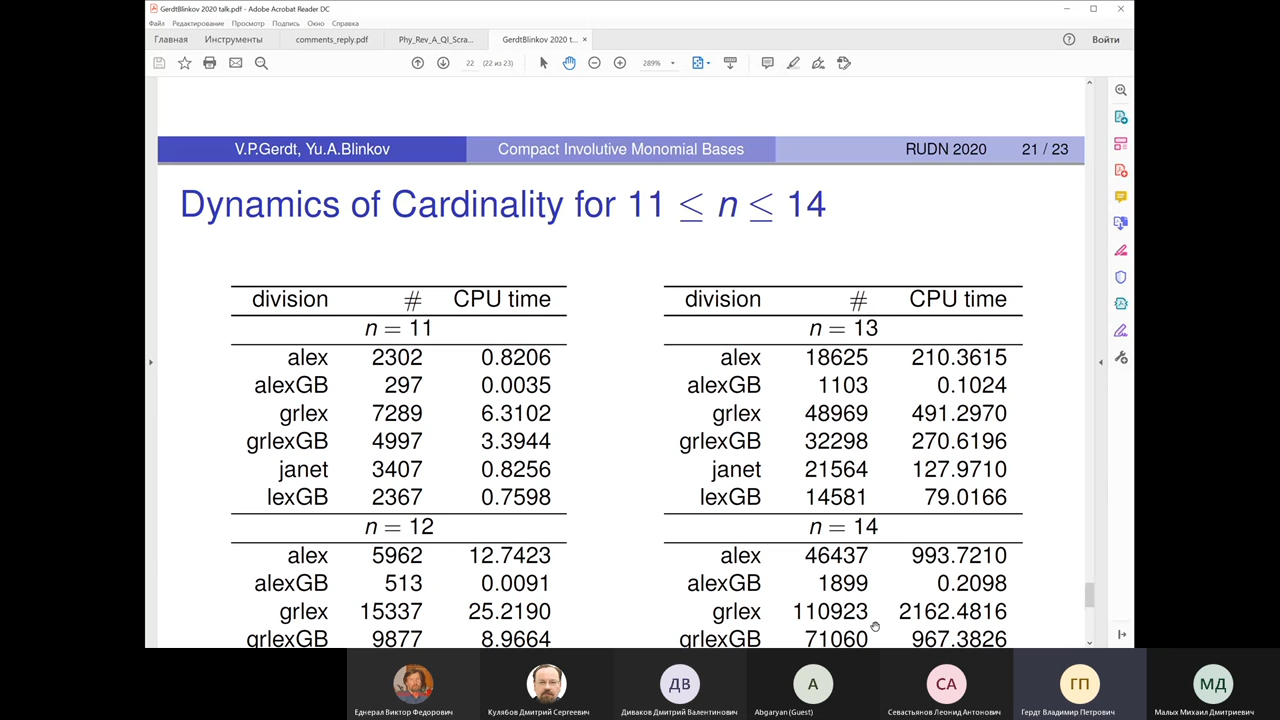 GerdtBlinkov 2020 talk.pdf - Adobe Acrobat Reader DC
Файл Редактирование Просмотр Подпись Окно Справка
Главная Инструменты comments_reply.pdf Phy_Rev_A_QI_Scra... GerdtBlinkov 2020 t... × Войти
22 (22 из 23) 289%
V.P.Gerdt, Yu.A.Blinkov Compact Involutive Monomial Bases RUDN 2020 21 / 23
Dynamics of Cardinality for 11 ≤ n ≤ 14
division # CPU time
n = 11
alex 2302 0.8206
alexGB 297 0.0035
grlex 7289 6.3102
grlexGB 4997 3.3944
janet 3407 0.8256
lexGB 2367 0.7598
n = 12
alex 5962 12.7423
alexGB 513 0.0091
grlex 15337 25.2190
grlexGB 9877 8.9664
division # CPU time
n = 13
alex 18625 210.3615
alexGB 1103 0.1024
grlex 48969 491.2970
grlexGB 32298 270.6196
janet 21564 127.9710
lexGB 14581 79.0166
n = 14
alex 46437 993.7210
alexGB 1899 0.2098
grlex 110923 2162.4816
grlexGB 71060 967.3826
ДВ A СА ГП МД
Еднерал Виктор Федорович Кулябов Дмитрий Сергеевич Диваков Дмитрий Валентинович Abgaryan (Guest) Севастьянов Леонид Антонович Гердт Владимир Петрович Малых Михаил Дмитриевич